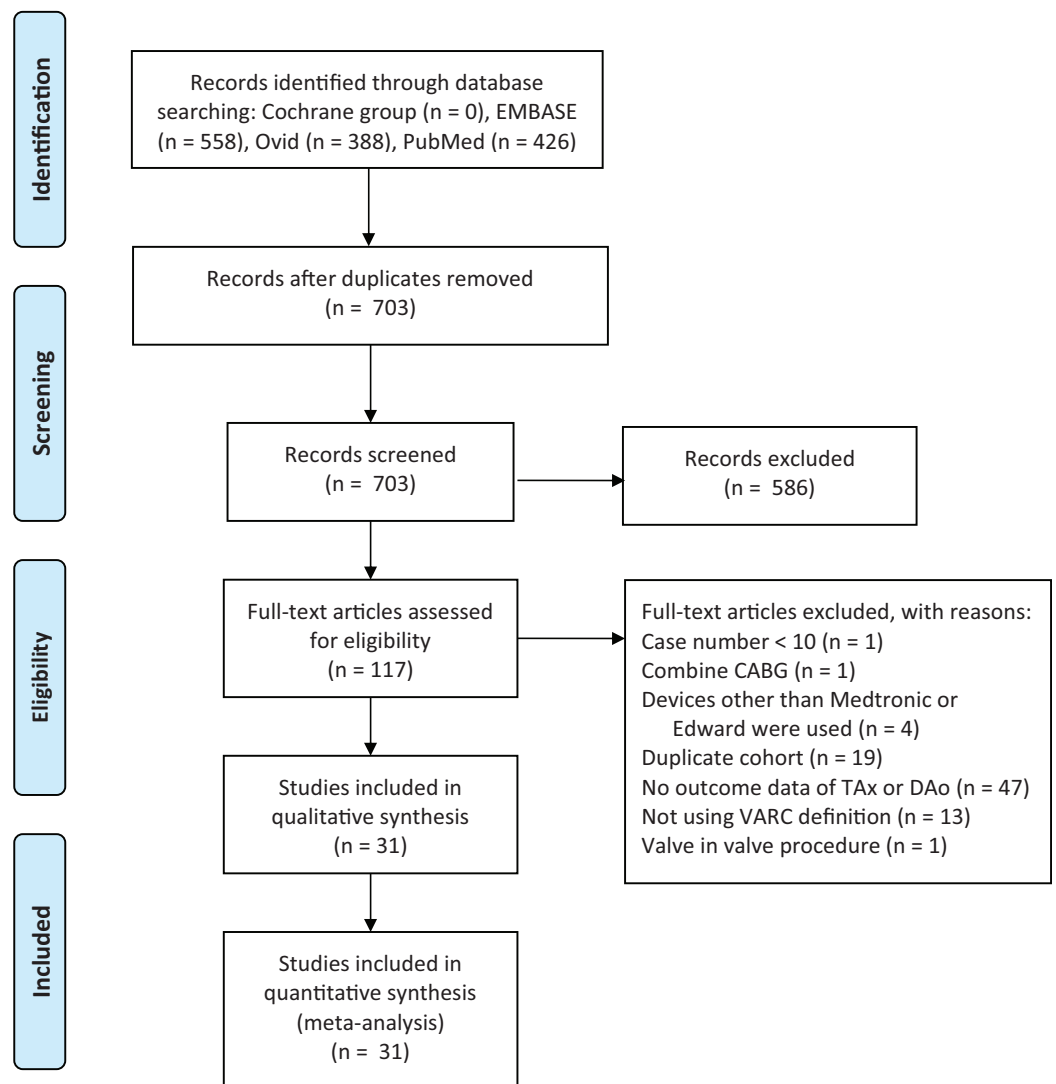 Identification
Records identified through database
searching: Cochrane group (n = 0), EMBASE
(n = 558), Ovid (n = 388), PubMed (n = 426)
Records after duplicates removed
(n = 703)
Screening
Records screened
(n = 703)
Records excluded
(n = 586)
Eligibility
Full-text articles assessed
for eligibility
(n = 117)
Full-text articles excluded, with reasons:
Case number < 10 (n = 1)
Combine CABG (n = 1)
Devices other than Medtronic or
Edward were used (n = 4)
Duplicate cohort (n = 19)
No outcome data of TAx or DAo (n = 47)
Not using VARC definition (n = 13)
Valve in valve procedure (n = 1)
Studies included in
qualitative synthesis
(n = 31)
Included
Studies included in
quantitative synthesis
(meta-analysis)
(n = 31)